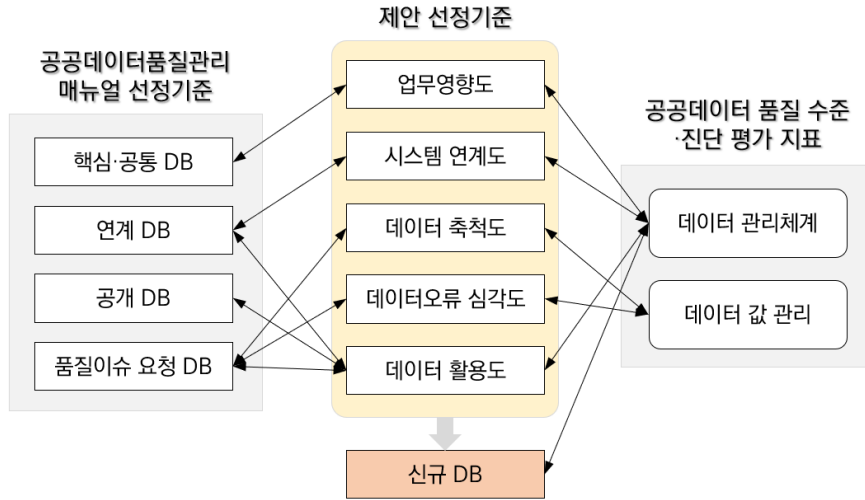 제안 선정기준
공공데이터품질관리
매뉴얼 선정기준
핵심·공통 DB
연계 DB
공개 DB
품질이슈 요청 DB
업무영향도
시스템 연계도
데이터 축척도
데이터오류 심각도
데이터 활용도
신규 DB
공공데이터 품질 수준
·진단 평가 지표
데이터 관리체계
데이터 값 관리